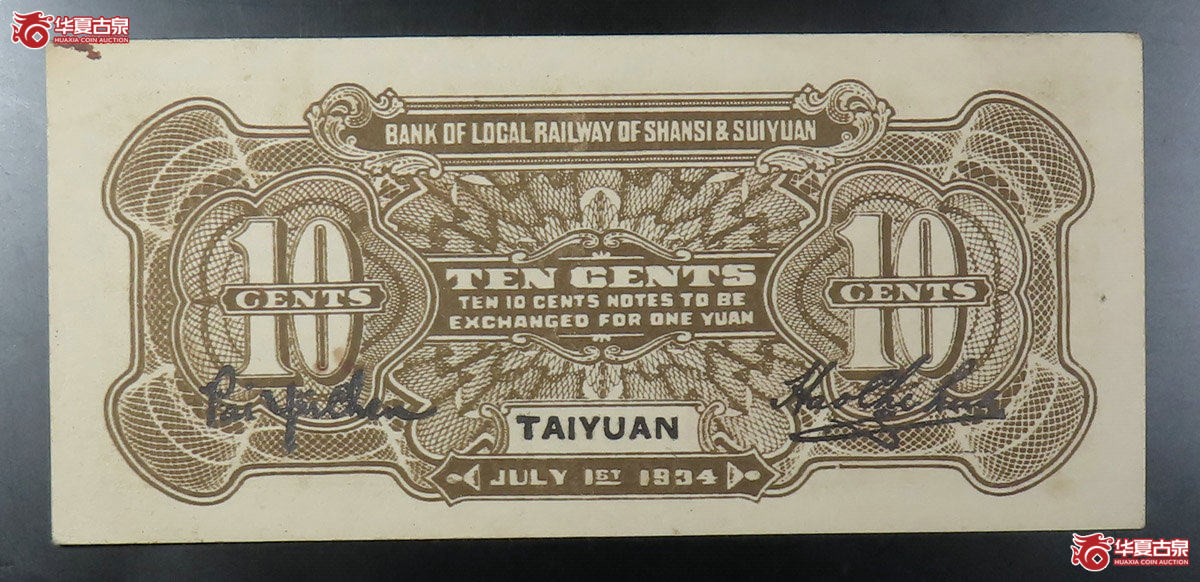 华夏古泉
HUAXIA COIN AUCTION
BANK OF LOCAL RAILWAY OF SHANSI & SUIYUAN
10
CENTS
TEN CENTS
TEN 10 CENTS NOTES TO BE
EXCHANGED FOR ONE YUAN
10
CENTS
TAIYUAN
JULY 1ST 1934
华夏古泉
HUAXIA COIN AUCTION